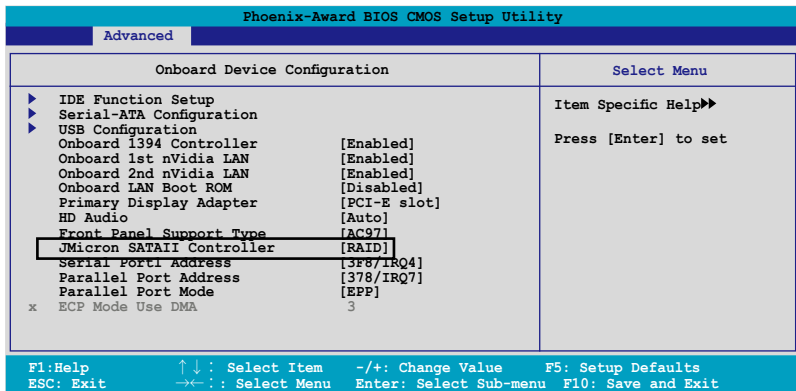 Phoenix-Award BIOS CMOS Setup Utility
Advanced
Onboard Device Configuration
Select Menu
IDE Function Setup
Serial-ATA Configuration
USB Configuration
Onboard 1394 Controller [Enabled]
Onboard 1st nVidia LAN [Enabled]
Onboard 2nd nVidia LAN [Enabled]
Onboard LAN Boot ROM [Disabled]
Primary Display Adapter [PCI-E slot]
HD Audio [Auto]
Front Panel Support Type [AC97]
JMicron SATAII Controller [RAID]
Serial Port1 Address [3F8/IRQ4]
Parallel Port Address [378/IRQ7]
Parallel Port Mode [EPP]
x ECP Mode Use DMA 3
Item Specific Help▶▶
Press [Enter] to set
F1:Help ↑↓: Select Item -/+: Change Value F5: Setup Defaults
ESC: Exit →←: Select Menu Enter: Select Sub-menu F10: Save and Exit